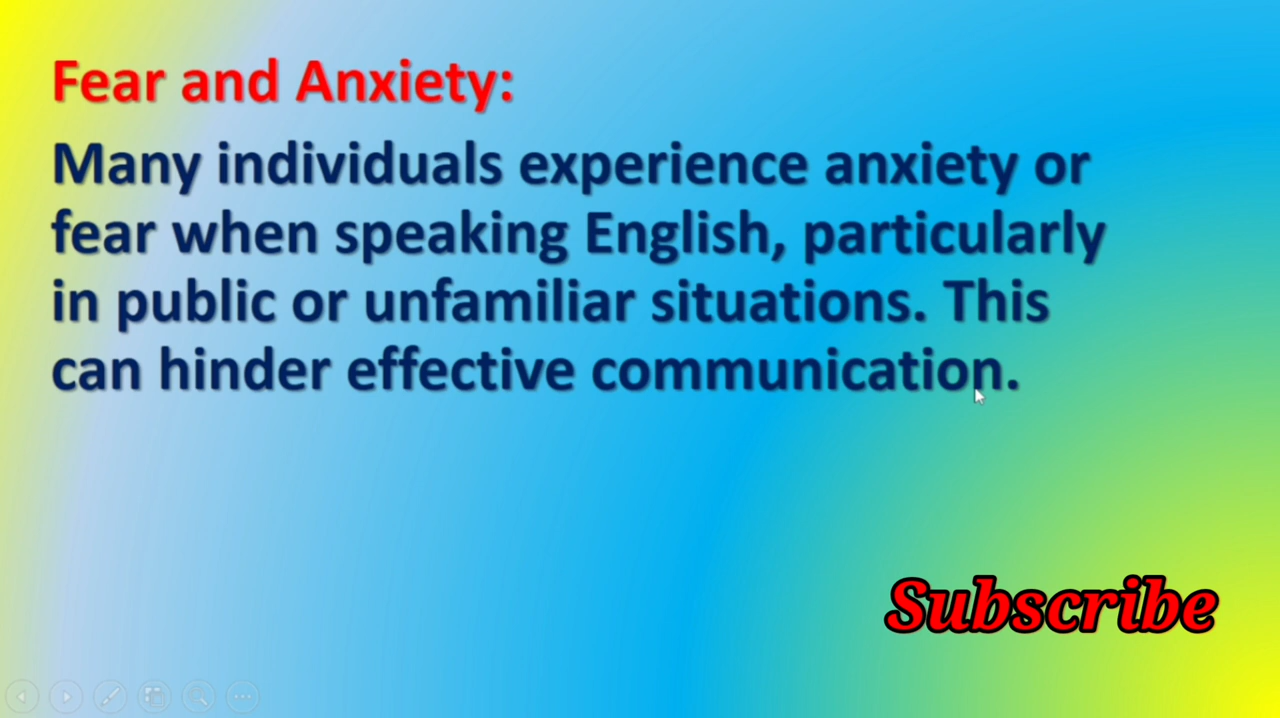 Fear and Anxiety:
Many individuals experience anxiety or
fear when speaking English, particularly
in public or unfamiliar situations. This
can hinder effective communication.
Subscribe